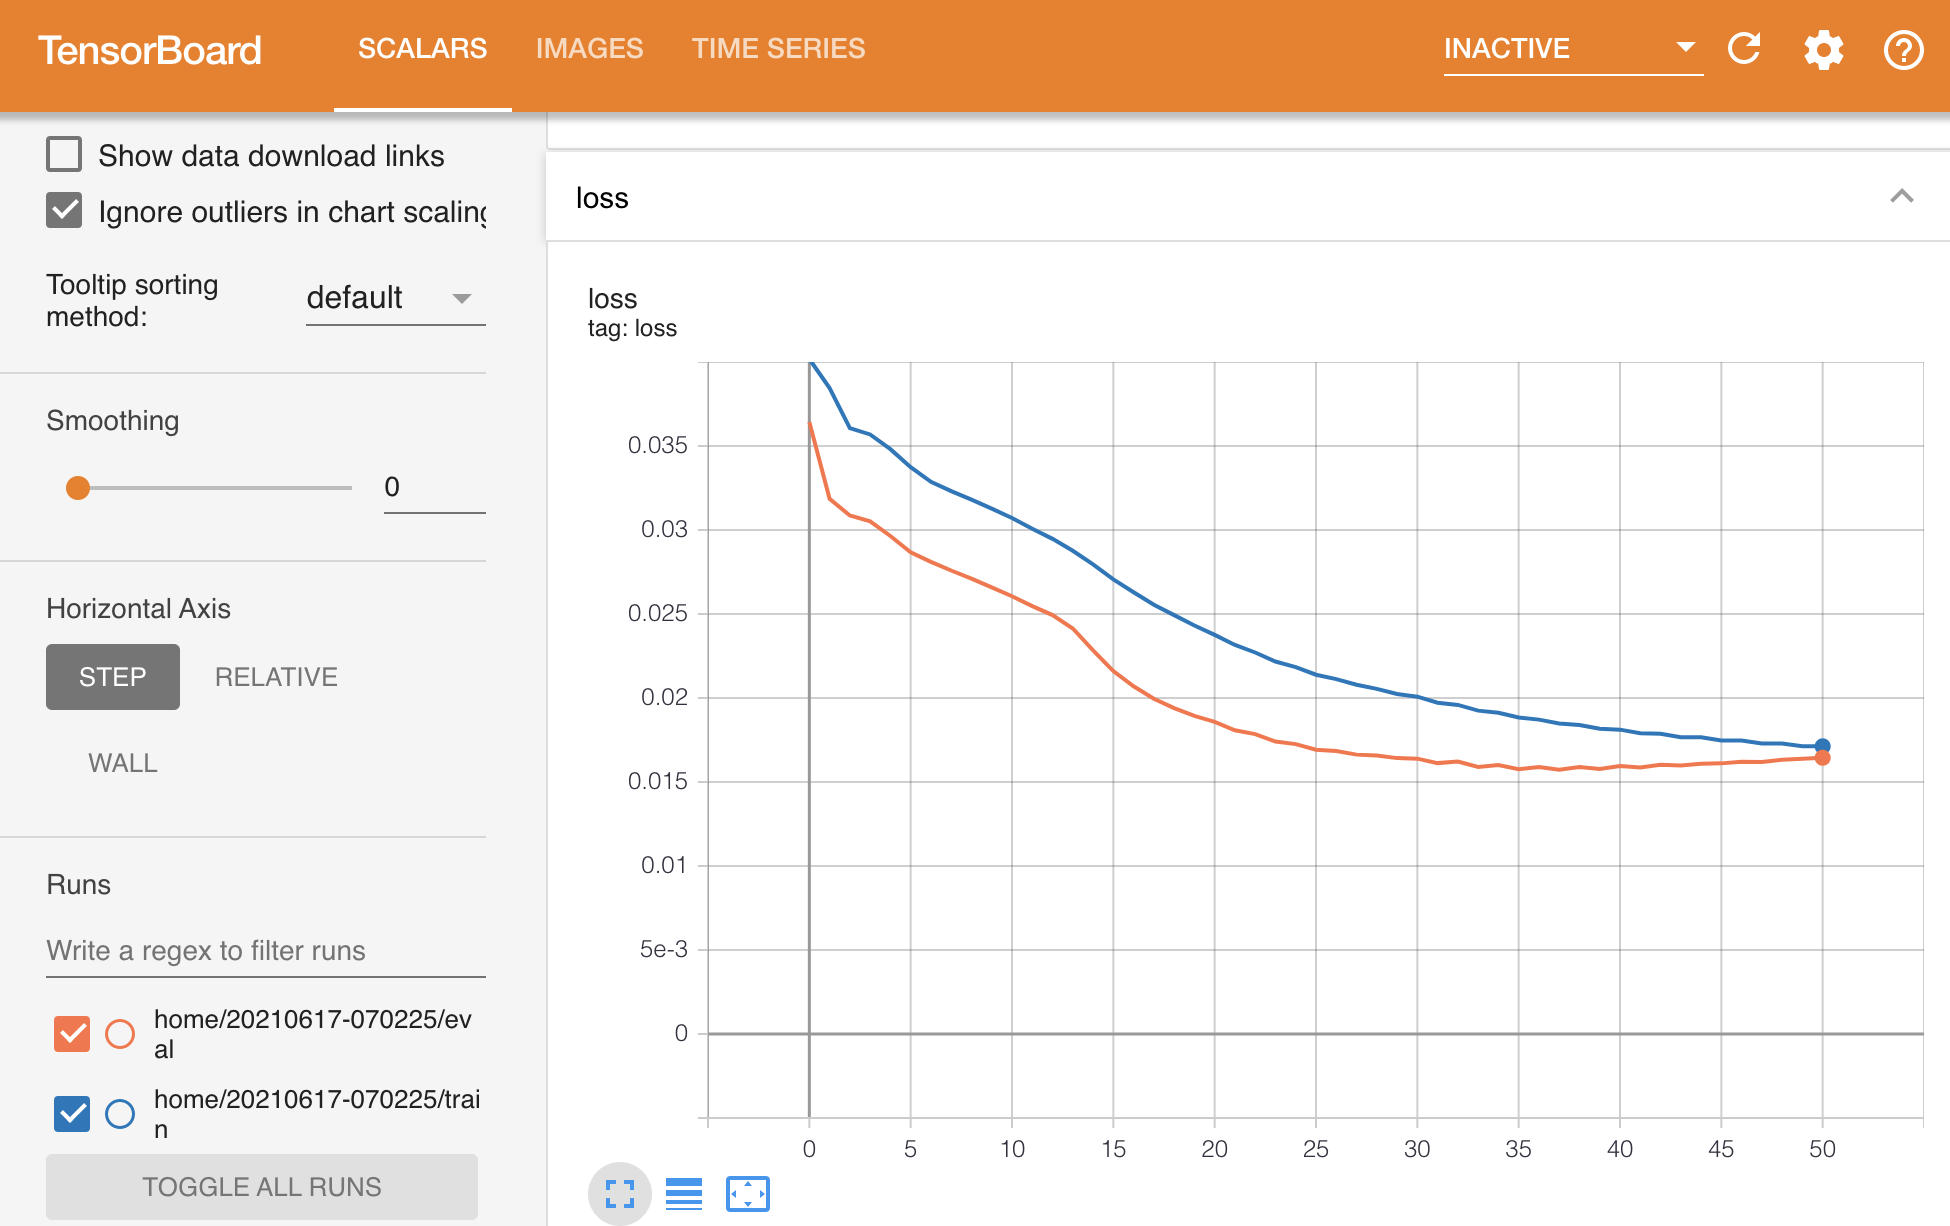 TensorBoard SCALARS IMAGES TIME SERIES INACTIVE
Show data download links
Ignore outliers in chart scaling
Tooltip sorting
method:
default
Smoothing
0
Horizontal Axis
STEP RELATIVE
WALL
Runs
Write a regex to filter runs
home/20210617-070225/ev
al
home/20210617-070225/trai
n
TOGGLE ALL RUNS
loss
loss
tag: loss
0.035
0.03
0.025
0.02
0.015
0.01
5e-3
0
0 5 10 15 20 25 30 35 40 45 50